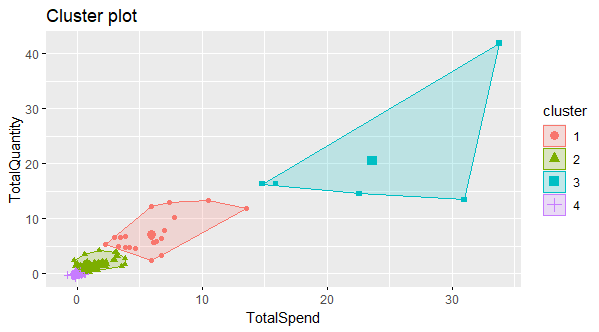 Cluster plot
TotalQuantity
40
30
20
10
0
0 10 20 30
TotalSpend
cluster
1
2
3
4